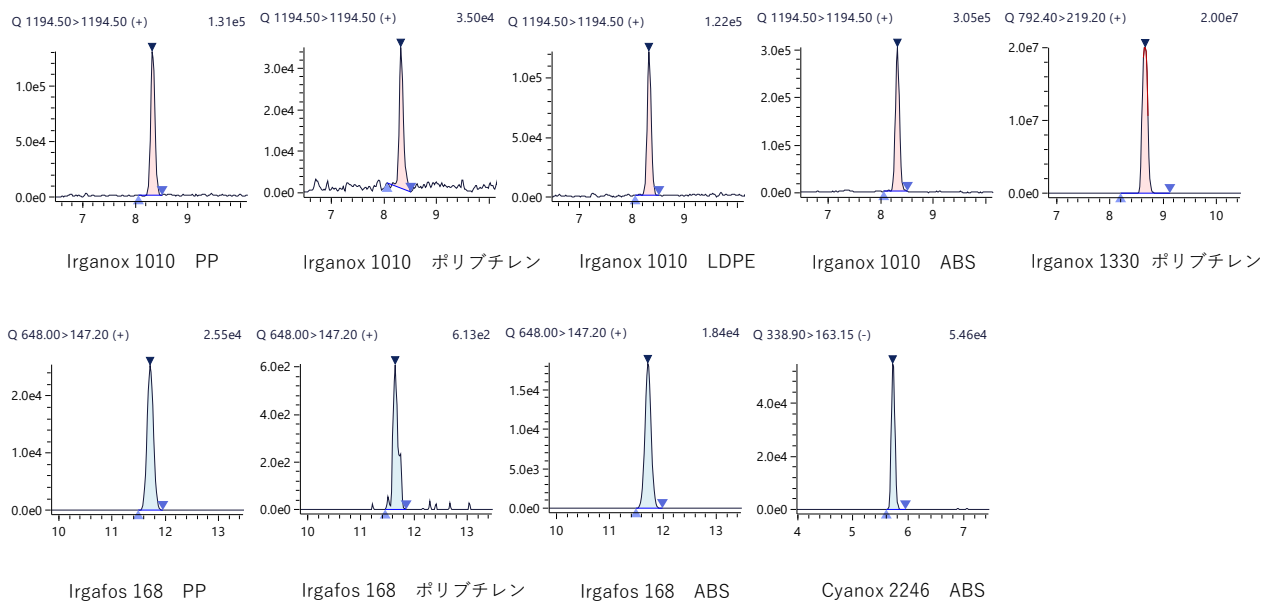 Q 1194.50>1194.50 (+) 1.31e5
1.0e5
5.0e4
0.0e0
7 8 9
Irganox 1010 PP
Q 1194.50>1194.50 (+) 3.50e4
3.0e4
2.0e4
1.0e4
0.0e0
7 8 9
Irganox 1010 ポリブチレン
Q 1194.50>1194.50 (+) 1.22e5
1.0e5
5.0e4
0.0e0
7 8 9
Irganox 1010 LDPE
Q 1194.50>1194.50 (+) 3.05e5
3.0e5
2.0e5
1.0e5
0.0e0
7 8 9
Irganox 1010 ABS
Q 792.40>219.20 (+) 2.00e7
2.0e7
1.0e7
0.0e0
7 8 9 10
Irganox 1330 ポリブチレン
Q 648.00>147.20 (+) 2.55e4
2.0e4
1.0e4
0.0e0
10 11 12 13
Irgafos 168 PP
Q 648.00>147.20 (+) 6.13e2
6.0e2
4.0e2
2.0e2
0.0e0
10 11 12 13
Irgafos 168 ポリブチレン
Q 648.00>147.20 (+) 1.84e4
1.5e4
1.0e4
5.0e3
0.0e0
10 11 12 13
Irgafos 168 ABS
Q 338.90>163.15 (-) 5.46e4
4.0e4
2.0e4
0.0e0
4 5 6 7
Cyanox 2246 ABS